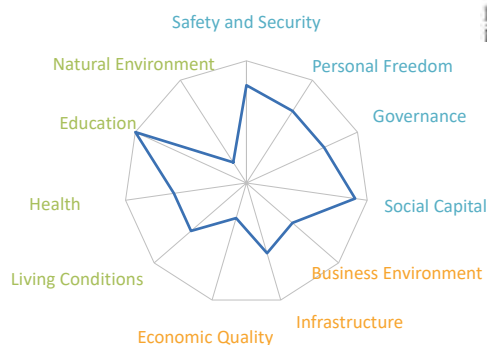 Safety and Security
Natural Environment
Personal Freedom
Education
Governance
Health
Social Capital
Living Conditions
Business Environment
Infrastructure
Economic Quality